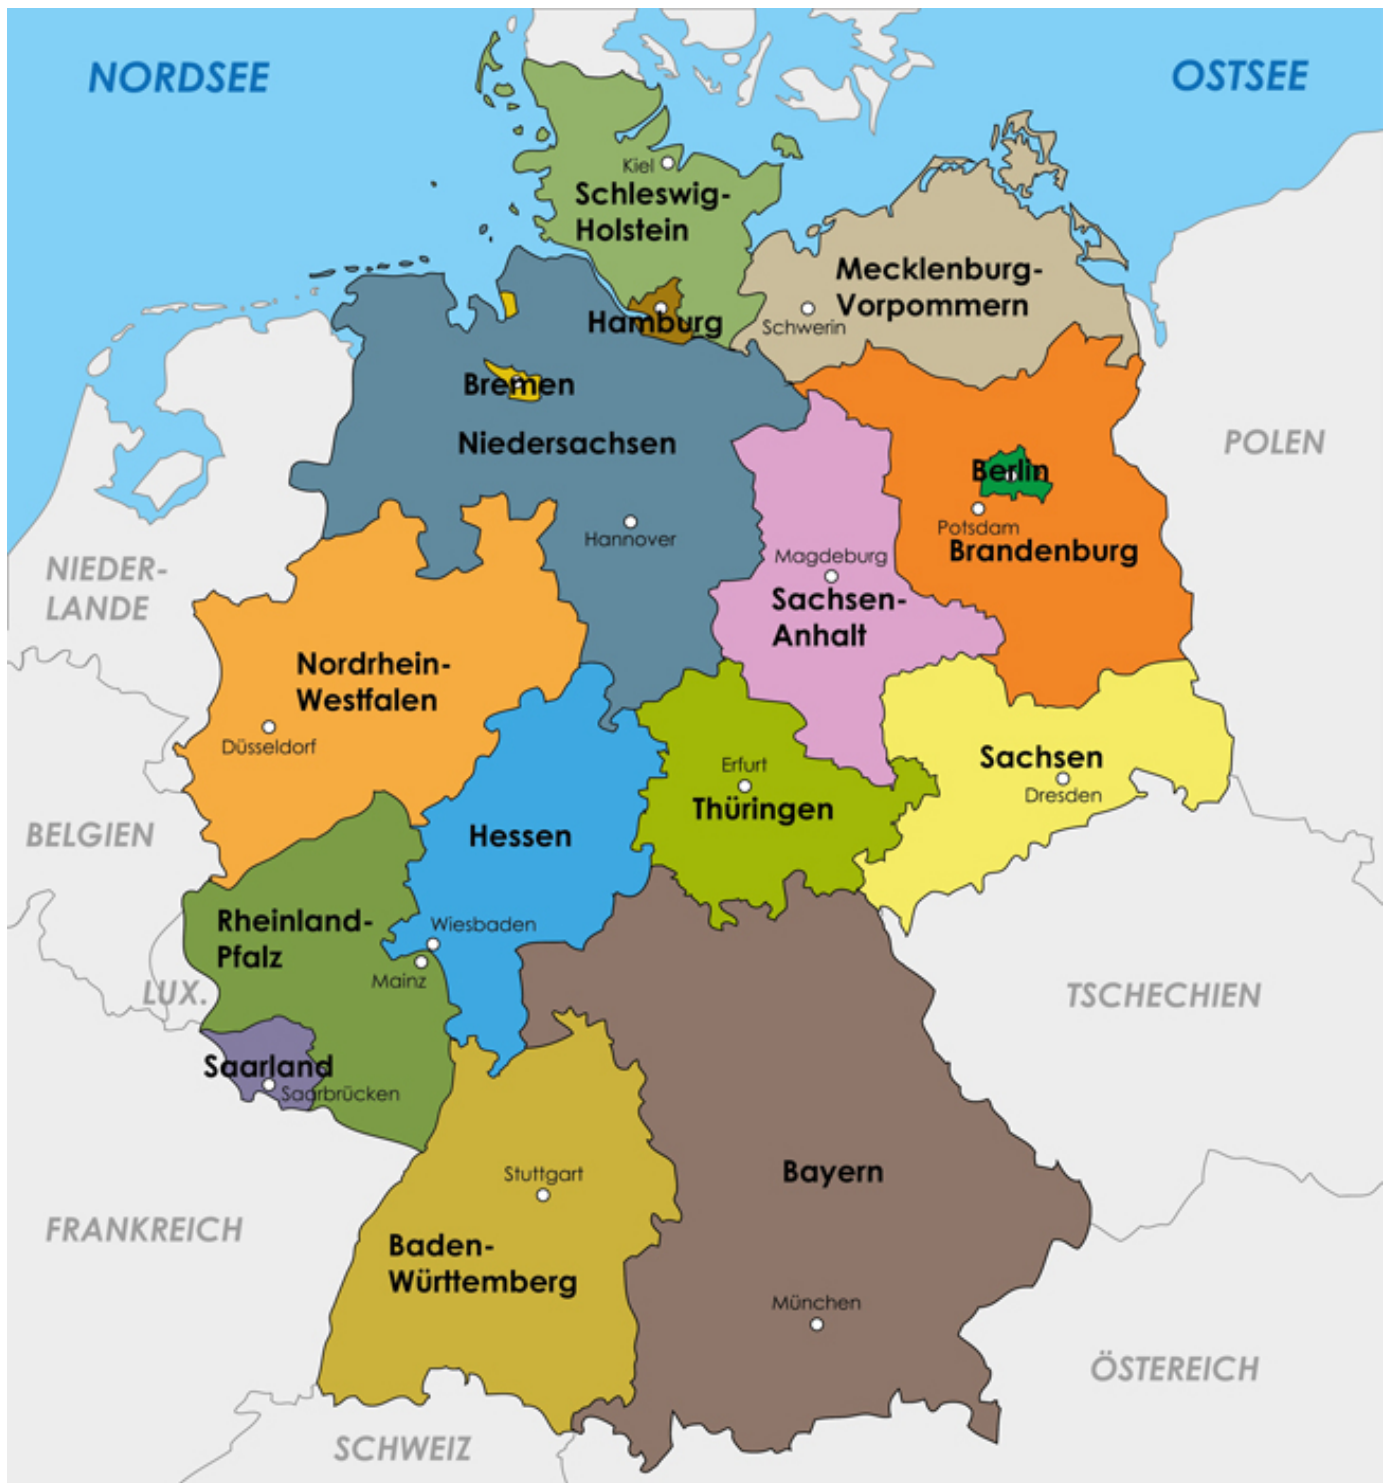 NORDSEE
OSTSEE
Kiel
Schleswig-
Holstein
Mecklenburg-
Vorpommern
Hamburg
Schwerin
Bremen
Niedersachsen
POLEN
Berlin
Potsdam
Hannover
Brandenburg
Magdeburg
NIEDER-
LANDE
Sachsen-
Anhalt
Nordrhein-
Westfalen
Düsseldorf
Sachsen
Dresden
Erfurt
Thüringen
BELGIEN
Hessen
Rheinland-
Pfalz
Wiesbaden
Mainz
LUX.
TSCHECHIEN
Saarland
Saarbrücken
Stuttgart
Bayern
FRANKREICH
Baden-
Württemberg
München
ÖSTEREICH
SCHWEIZ